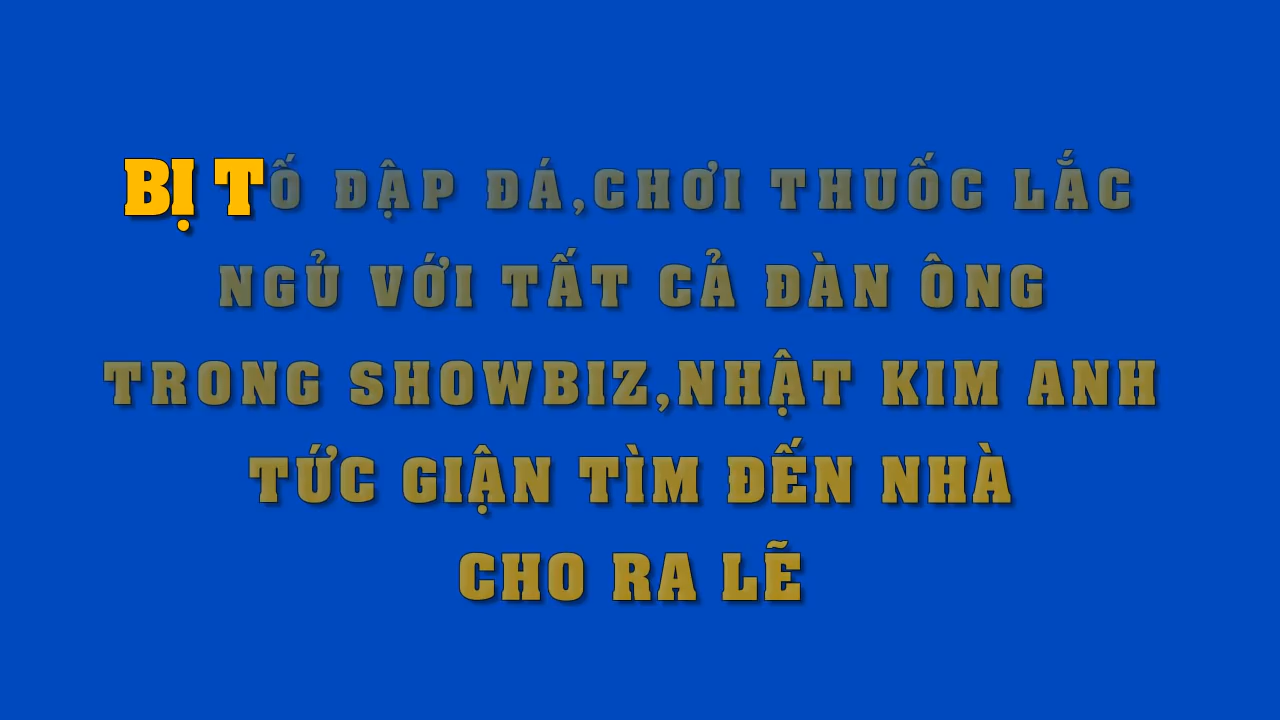 BỊ TỐ ĐẬP ĐÁ,CHƠI THUỐC LẮC
NGỦ VỚI TẤT CẢ ĐÀN ÔNG
TRONG SHOWBIZ,NHẬT KIM ANH
TỨC GIẬN TÌM ĐẾN NHÀ
CHO RA LẼ